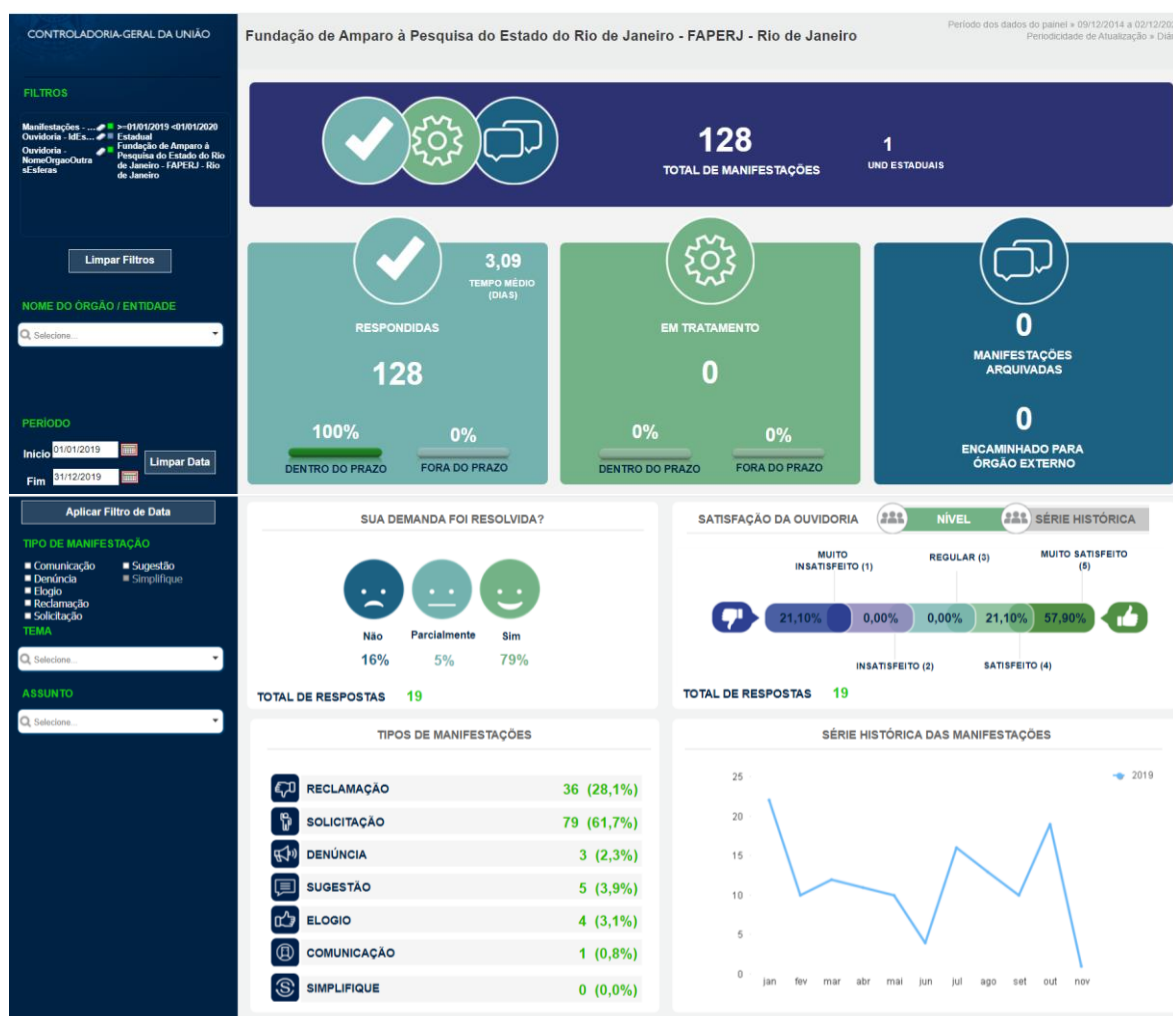 CONTROLADORIA-GERAL DA UNIÃO
Fundação de Amparo à Pesquisa do Estado do Rio de Janeiro - FAPERJ - Rio de Janeiro
Período dos dados do painel » 09/12/2014 a 02/12/20
Periodicidade de Atualização » Diá
FILTROS
Manifestações - ... >=01/01/2019 <01/01/2020
Ouvidoria - IdEs... Estadual
Ouvidoria -
NomeOrgaoOutra
sEsferas
Fundação de Amparo à
Pesquisa do Estado do Rio
de Janeiro - FAPERJ - Rio
de Janeiro
Limpar Filtros
NOME DO ÓRGÃO / ENTIDADE
Selecione...
PERÍODO
Inicio 01/01/2019
Limpar Data
Fim 31/12/2019
Aplicar Filtro de Data
TIPO DE MANIFESTAÇÃO
Comunicação
Denúncia
Elogio
Reclamação
Solicitação
Sugestão
Simplifique
TEMA
Selecione...
ASSUNTO
Selecione...
128
TOTAL DE MANIFESTAÇÕES
1
UND ESTADUAIS
3,09
TEMPO MÉDIO
(DIAS)
RESPONDIDAS
128
100%
DENTRO DO PRAZO
0%
FORA DO PRAZO
EM TRATAMENTO
0
0%
DENTRO DO PRAZO
0%
FORA DO PRAZO
0
MANIFESTAÇÕES
ARQUIVADAS
0
ENCAMINHADO PARA
ÓRGÃO EXTERNO
SUA DEMANDA FOI RESOLVIDA?
Não Parcialmente Sim
16% 5% 79%
TOTAL DE RESPOSTAS 19
SATISFAÇÃO DA OUVIDORIA NÍVEL SÉRIE HISTÓRICA
MUITO
INSATISFEITO (1)
REGULAR (3)
MUITO SATISFEITO
(5)
21,10% 0,00% 0,00% 21,10% 57,90%
INSATISFEITO (2) SATISFEITO (4)
TOTAL DE RESPOSTAS 19
TIPOS DE MANIFESTAÇÕES
RECLAMAÇÃO 36 (28,1%)
SOLICITAÇÃO 79 (61,7%)
DENÚNCIA 3 (2,3%)
SUGESTÃO 5 (3,9%)
ELOGIO 4 (3,1%)
COMUNICAÇÃO 1 (0,8%)
SIMPLIFIQUE 0 (0,0%)
SÉRIE HISTÓRICA DAS MANIFESTAÇÕES
2019
25
20
15
10
5
0
jan fev mar abr mai jun jul ago set out nov